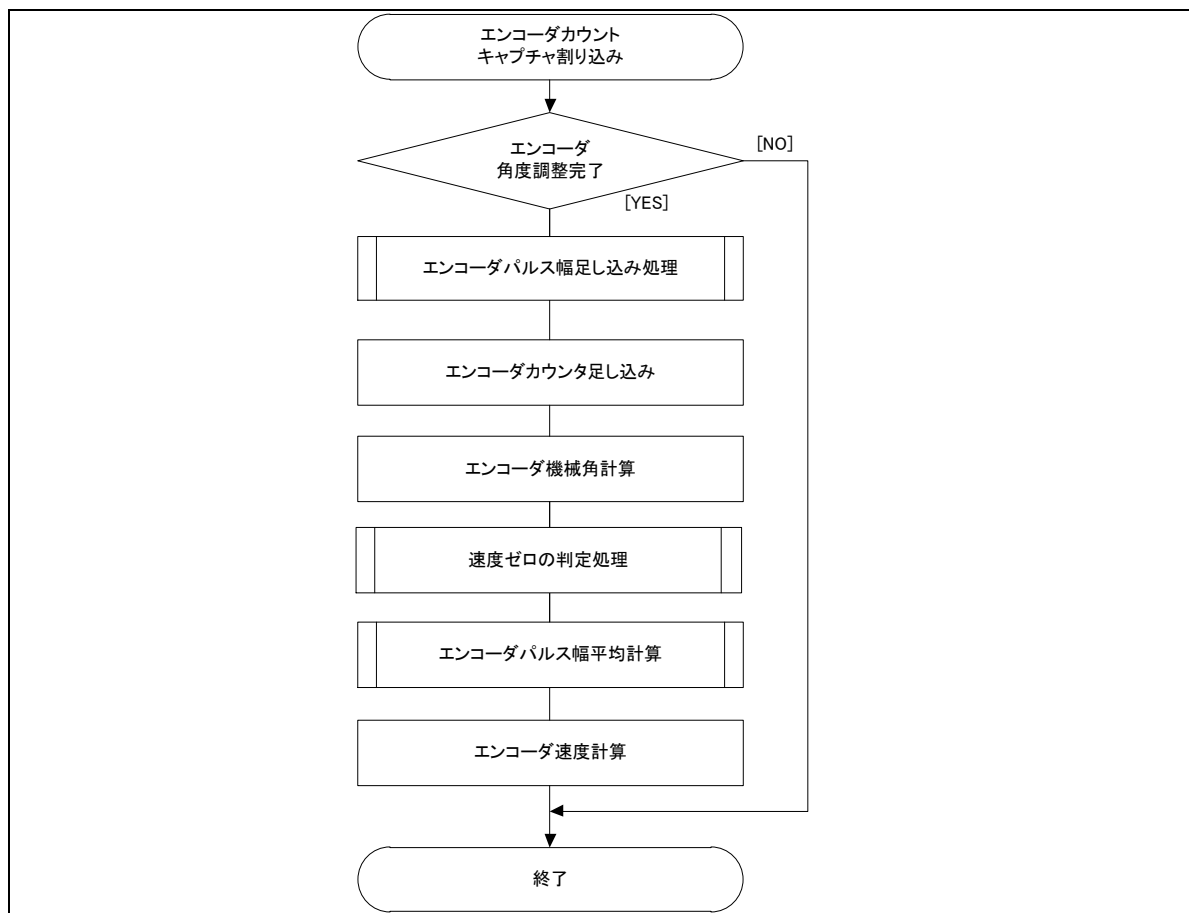 エンコーダカウント
キャプチャ割り込み
エンコーダ
角度調整完了
[NO]
[YES]
エンコーダパルス幅足し込み処理
エンコーダカウンタ足し込み
エンコーダ機械角計算
速度ゼロの判定処理
エンコーダパルス幅平均計算
エンコーダ速度計算
終了